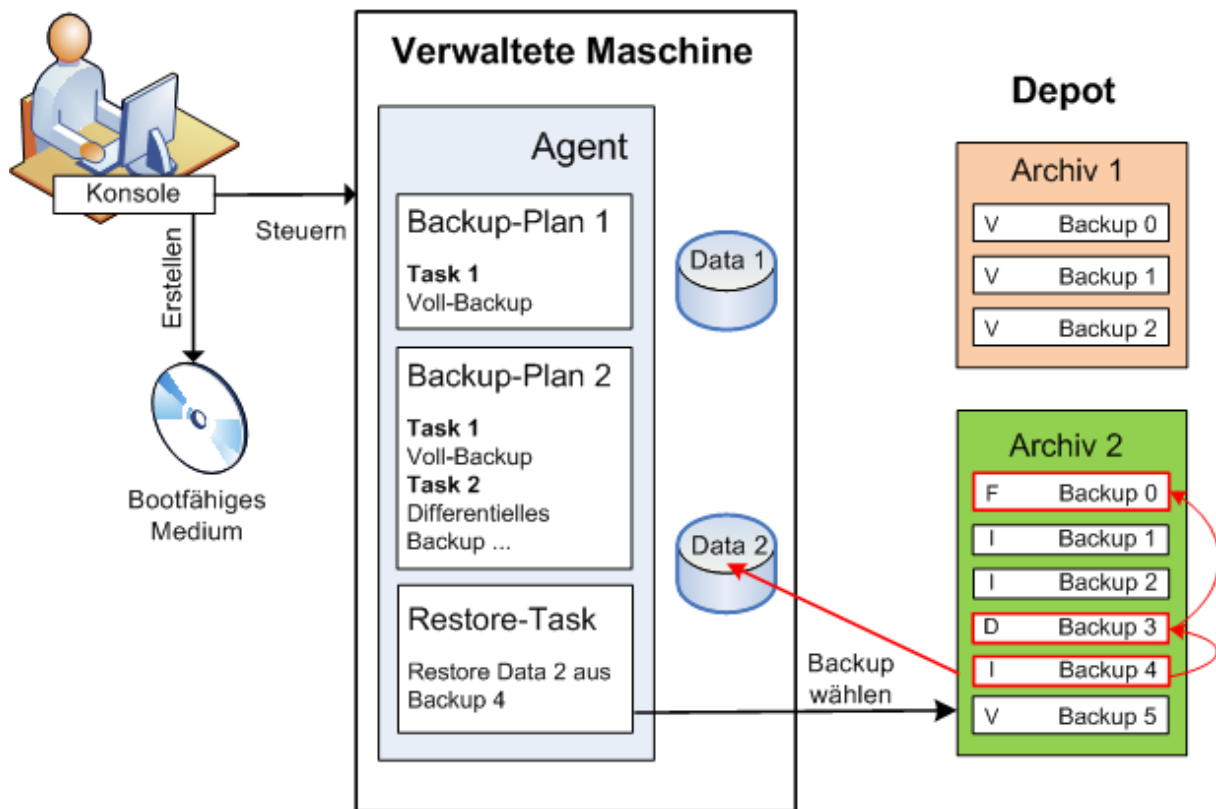 Verwaltete Maschine
Konsole
Steuern
Erstellen
Bootfähiges
Medium
Agent
Backup-Plan 1
Task 1
Voll-Backup
Backup-Plan 2
Task 1
Voll-Backup
Task 2
Differentielles
Backup ...
Restore-Task
Restore Data 2 aus
Backup 4
Data 1
Data 2
Backup
wählen
Depot
Archiv 1
V Backup 0
V Backup 1
V Backup 2
Archiv 2
F Backup 0
I Backup 1
I Backup 2
D Backup 3
I Backup 4
V Backup 5